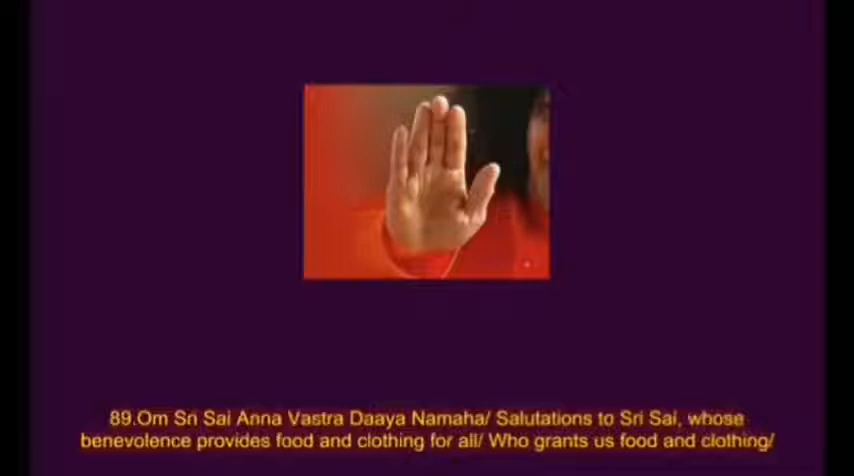 89.Om Sri Sai Anna Vastra Daaya Namaha/ Salutations to Sri Sai, whose
benevolence provides food and clothing for all/ Who grants us food and clothing/